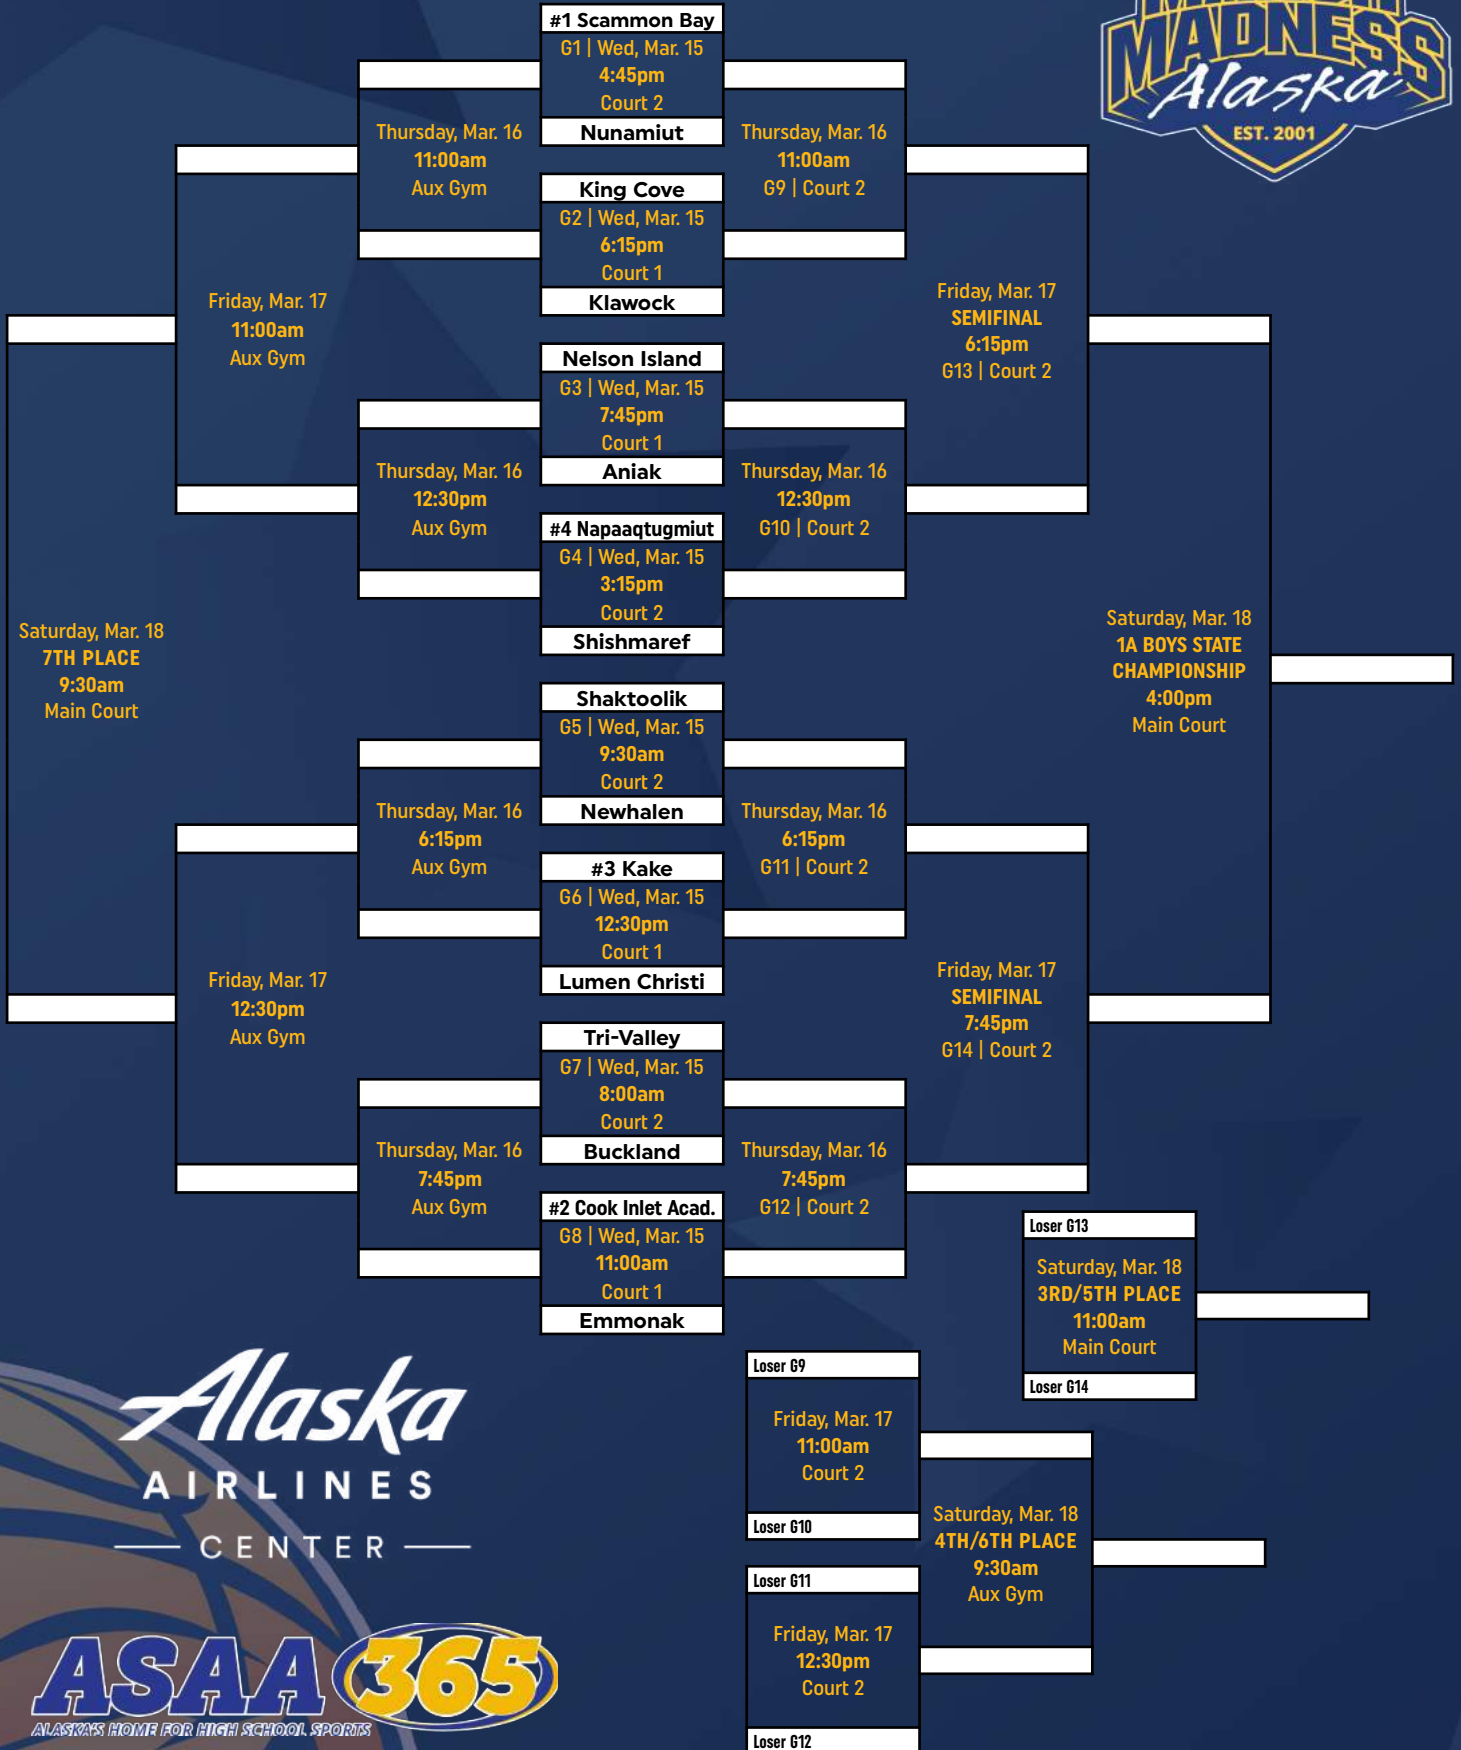 MADNESS
Alaska
EST. 2001
#1 Scammon Bay
G1 | Wed, Mar. 15
4:45pm
Court 2
Nunamiut
King Cove
G2 | Wed, Mar. 15
6:15pm
Court 1
Klawock
Nelson Island
G3 | Wed, Mar. 15
7:45pm
Court 1
Aniak
#4 Napaaqtugmiut
G4 | Wed, Mar. 15
3:15pm
Court 2
Shishmaref
Shaktoolik
G5 | Wed, Mar. 15
9:30am
Court 2
Newhalen
#3 Kake
G6 | Wed, Mar. 15
12:30pm
Court 1
Lumen Christi
Tri-Valley
G7 | Wed, Mar. 15
8:00am
Court 2
Buckland
#2 Cook Inlet Acad.
G8 | Wed, Mar. 15
11:00am
Court 1
Emmonak
Thursday, Mar. 16
11:00am
Aux Gym
Thursday, Mar. 16
12:30pm
Aux Gym
Thursday, Mar. 16
6:15pm
Aux Gym
Thursday, Mar. 16
7:45pm
Aux Gym
Friday, Mar. 17
11:00am
Aux Gym
Friday, Mar. 17
12:30pm
Aux Gym
Saturday, Mar. 18
7TH PLACE
9:30am
Main Court
Thursday, Mar. 16
11:00am
G9 | Court 2
Thursday, Mar. 16
12:30pm
G10 | Court 2
Thursday, Mar. 16
6:15pm
G11 | Court 2
Thursday, Mar. 16
7:45pm
G12 | Court 2
Friday, Mar. 17
SEMIFINAL
6:15pm
G13 | Court 2
Friday, Mar. 17
SEMIFINAL
7:45pm
G14 | Court 2
Saturday, Mar. 18
1A BOYS STATE
CHAMPIONSHIP
4:00pm
Main Court
Loser G13
Saturday, Mar. 18
3RD/5TH PLACE
11:00am
Main Court
Loser G14
Loser G9
Friday, Mar. 17
11:00am
Court 2
Loser G10
Loser G11
Friday, Mar. 17
12:30pm
Court 2
Loser G12
Saturday, Mar. 18
4TH/6TH PLACE
9:30am
Aux Gym
Alaska
AIRLINES
CENTER
ASAA 365
ALASKA'S HOME FOR HIGH SCHOOL SPORTS